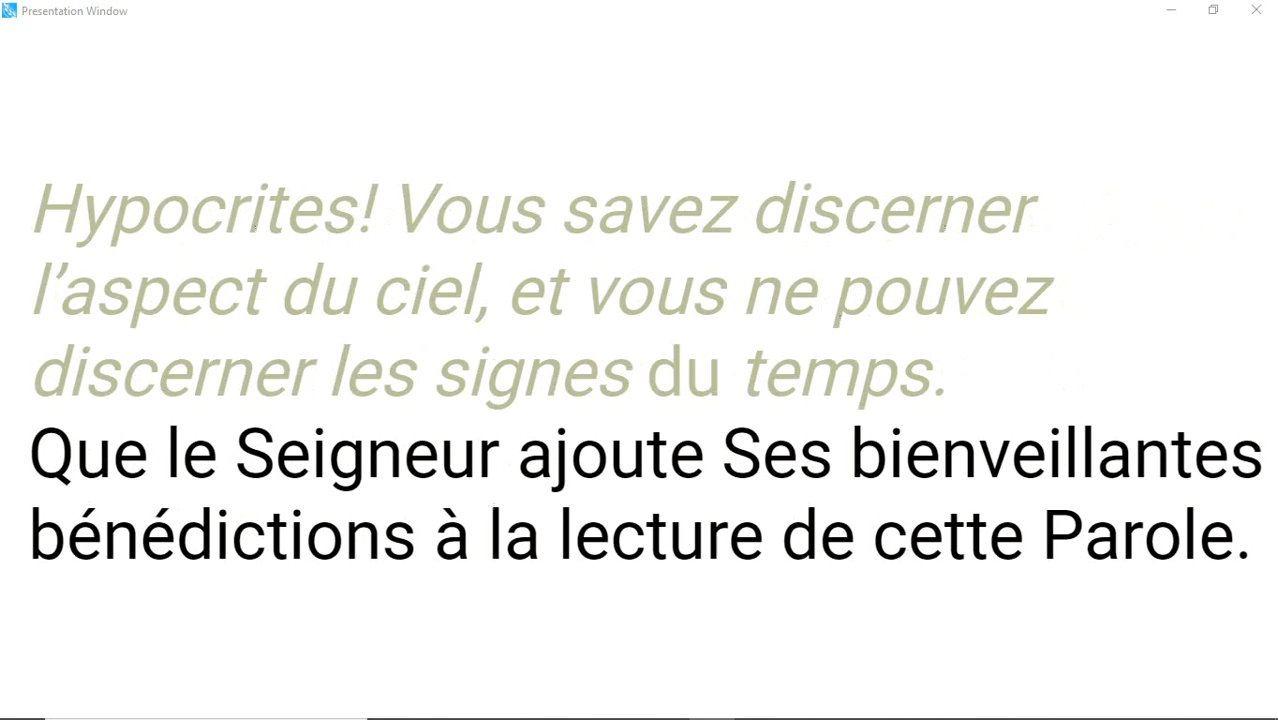 Presentation Window
Hypocrites! Vous savez discerner
l’aspect du ciel, et vous ne pouvez
discerner les signes du temps.
Que le Seigneur ajoute Ses bienveillantes
bénédictions à la lecture de cette Parole.